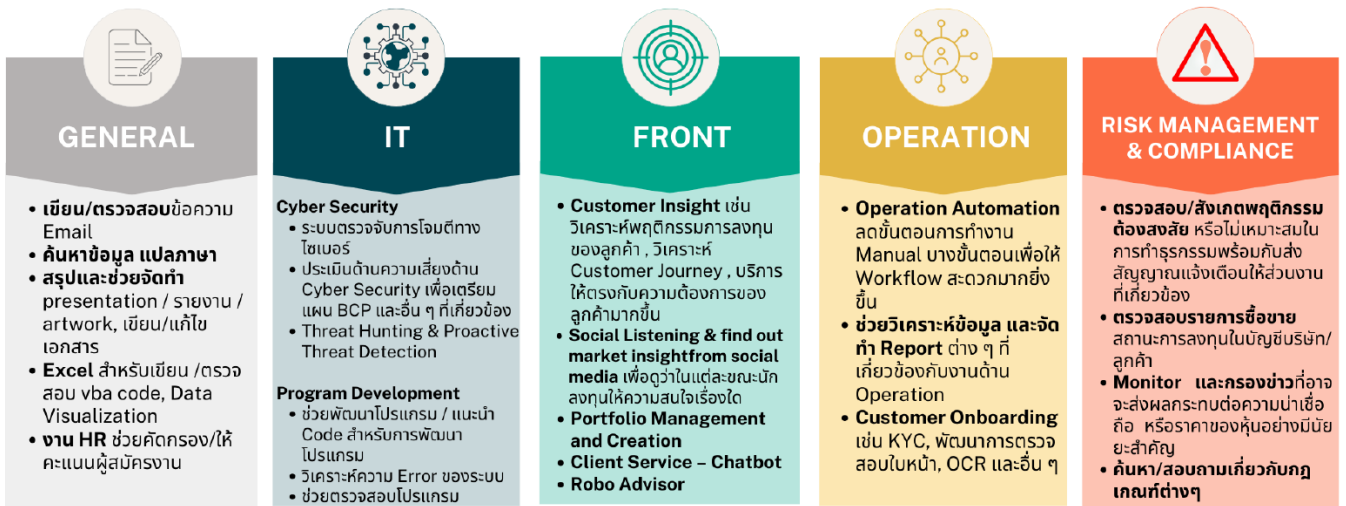 GENERAL
• เขียน/ตรวจสอบข้อความ
Email
• ค้นหาข้อมูล แปลภาษา
• สรุปและช่วยจัดทำ
presentation / รายงาน /
artwork, เขียน/แก้ไข
เอกสาร
• Excel สำหรับเขียน /ตรวจ
สอบ vba code, Data
Visualization
• งาน HR ช่วยคัดกรอง/ให้
คะแนนผู้สมัครงาน
IT
Cyber Security
• ระบบตรวจจับการโจมตีทาง
ไซเบอร์
• ประเมินด้านความเสี่ยงด้าน
Cyber Security เพื่อเตรียม
แผน BCP และอื่น ๆ ที่เกี่ยวข้อง
• Threat Hunting & Proactive
Threat Detection
Program Development
• ช่วยพัฒนาโปรแกรม / แนะนำ
Code สำหรับการพัฒนา
โปรแกรม
• วิเคราะห์ความ Error ของระบบ
• ช่วยตรวจสอบโปรแกรม
FRONT
• Customer Insight เช่น
วิเคราะห์พฤติกรรมการลงทุน
ของลูกค้า , วิเคราะห์
Customer Journey , บริการ
ให้ตรงกับความต้องการของ
ลูกค้ามากขึ้น
• Social Listening & find out
market insightfrom social
media เพื่อดูว่าในแต่ละขณะนัก
ลงทุนให้ความสนใจเรื่องใด
• Portfolio Management
and Creation
• Client Service – Chatbot
• Robo Advisor
OPERATION
• Operation Automation
ลดขั้นตอนการทำงาน
Manual บางขั้นตอนเพื่อให้
Workflow สะดวกมากยิ่ง
ขึ้น
• ช่วยวิเคราะห์ข้อมูล และจัด
ทำ Report ต่าง ๆ ที่
เกี่ยวข้องกับงานด้าน
Operation
• Customer Onboarding
เช่น KYC, พัฒนาการตรวจ
สอบใบหน้า, OCR และอื่น ๆ
RISK MANAGEMENT
& COMPLIANCE
• ตรวจสอบ/สังเกตพฤติกรรม
ต้องสงสัย หรือไม่เหมาะสมใน
การทำธุรกรรมพร้อมกับส่ง
สัญญาณแจ้งเตือนให้ส่วนงาน
ที่เกี่ยวข้อง
• ตรวจสอบรายการซื้อขาย
สถานะการลงทุนในบัญชีบริษัท/
ลูกค้า
• Monitor และกรองข่าวที่อาจ
จะส่งผลกระทบต่อความน่าเชื่อ
ถือ หรือราคาของหุ้นอย่างมีนัย
ยะสำคัญ
• ค้นหา/สอบถามเกี่ยวกับกฎ
เกณฑ์ต่างๆ